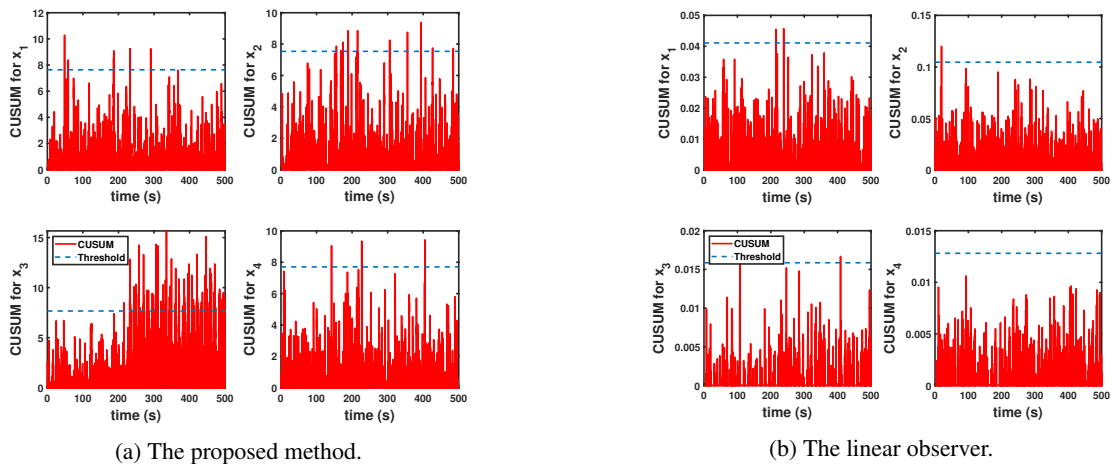 CUSUM for x1
12
10
8
6
4
2
0
0 100 200 300 400 500
time (s)
CUSUM for x2
10
8
6
4
2
0
0 100 200 300 400 500
time (s)
CUSUM for x3
15
10
5
0
CUSUM
Threshold
0 100 200 300 400 500
time (s)
CUSUM for x4
10
8
6
4
2
0
0 100 200 300 400 500
time (s)
(a) The proposed method.
CUSUM for x1
0.05
0.04
0.03
0.02
0.01
0
0 100 200 300 400 500
time (s)
CUSUM for x2
0.15
0.1
0.05
0
0 100 200 300 400 500
time (s)
CUSUM for x3
0.02
0.015
0.01
0.005
0
CUSUM
Threshold
0 100 200 300 400 500
time (s)
CUSUM for x4
0.015
0.01
0.005
0
0 100 200 300 400 500
time (s)
(b) The linear observer.